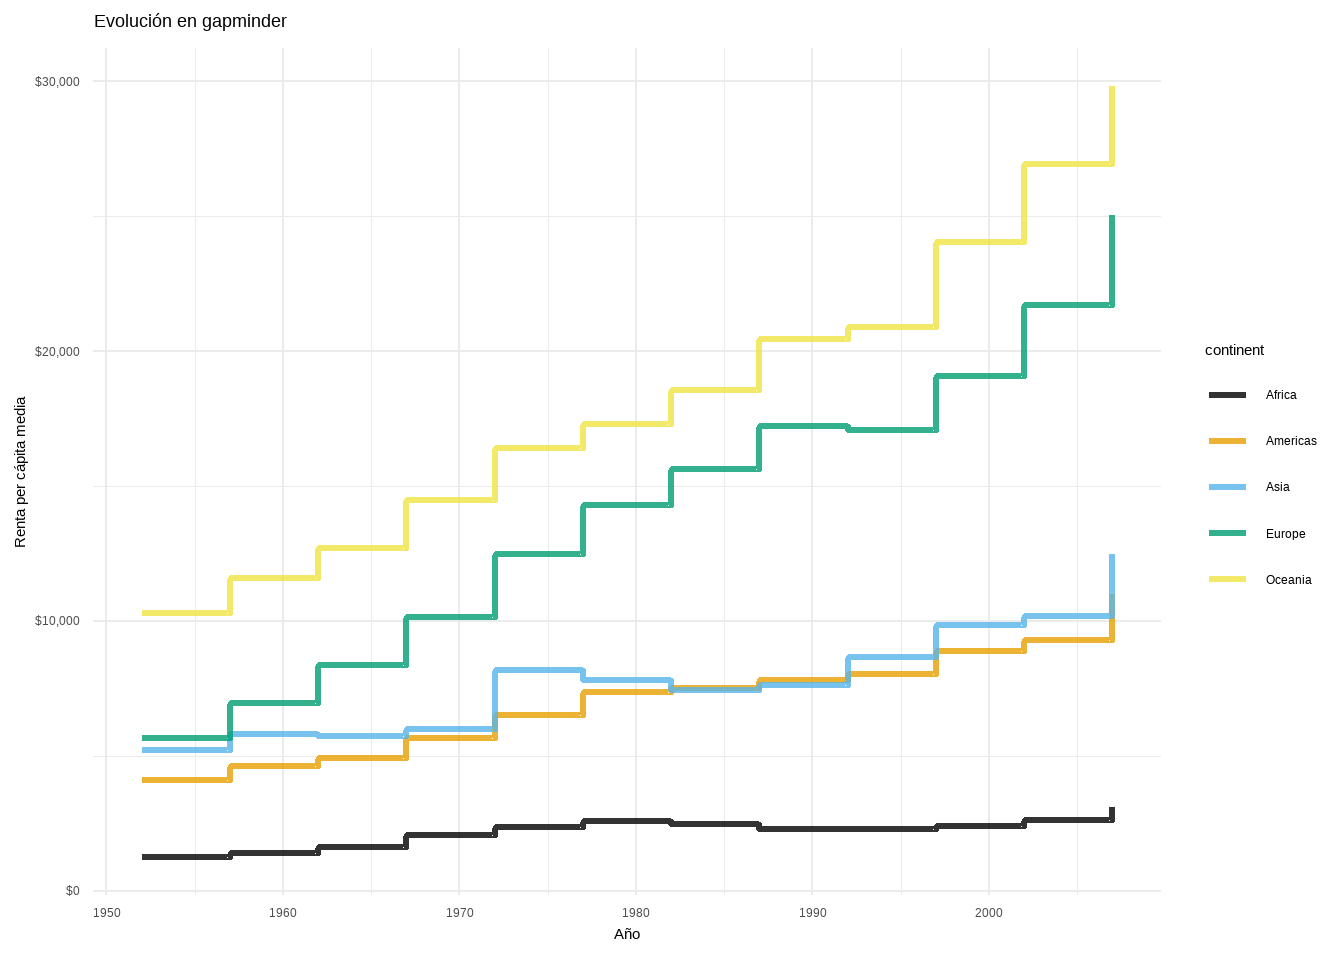 Evolución en gapminder
Renta per cápita media
$30,000
$20,000
$10,000
$0
1950
1960
1970
1980
1990
2000
Año
continent
Africa
Americas
Asia
Europe
Oceania